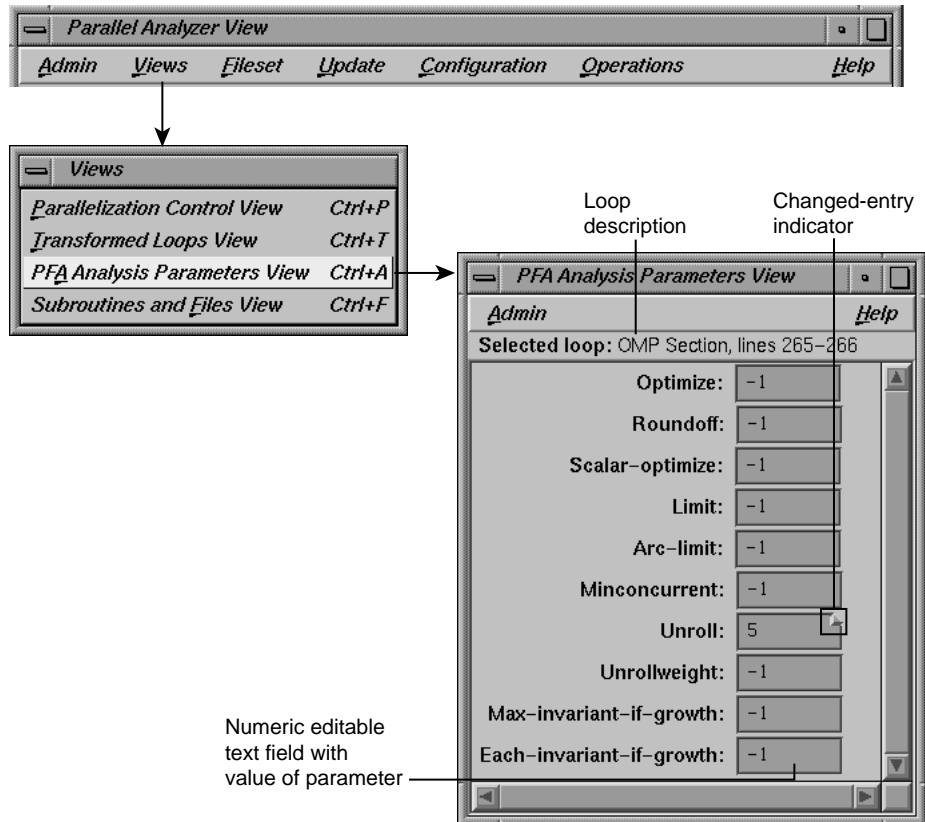 Parallel Analyzer View
Admin Views Fileset Update Configuration Operations Help
Views
Parallelization Control View Ctrl+P
Transformed Loops View Ctrl+T
PFA Analysis Parameters View Ctrl+A
Subroutines and Files View Ctrl+F
Loop
description
Changed-entry
indicator
PFA Analysis Parameters View
Admin Help
Selected loop: OMP Section, lines 265-266
Optimize: -1
Roundoff: -1
Scalar-optimize: -1
Limit: -1
Arc-limit: -1
Minconcurrent: -1
Unroll: 5
Unrollweight: -1
Max-invariant-if-growth: -1
Each-invariant-if-growth: -1
Numeric editable
text field with
value of parameter